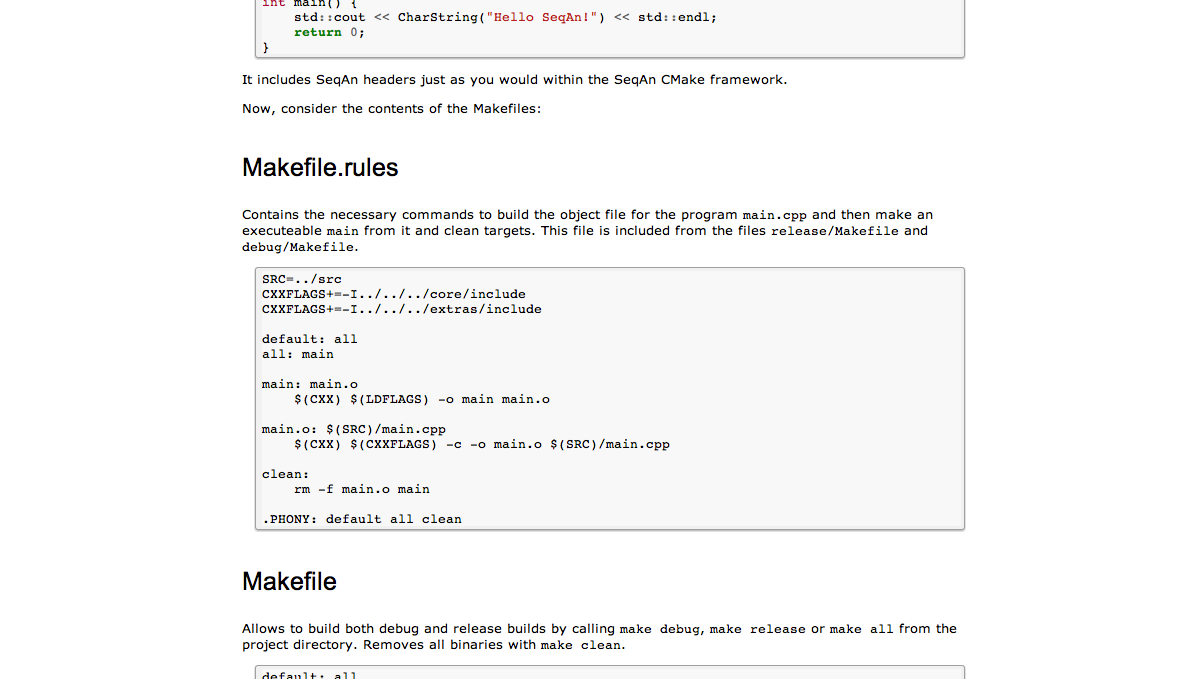 int main() {
    std::cout << CharString("Hello SeqAn!") << std::endl;
    return 0;
}
It includes SeqAn headers just as you would within the SeqAn CMake framework.
Now, consider the contents of the Makefiles:
Makefile.rules
Contains the necessary commands to build the object file for the program main.cpp and then make an
executeable main from it and clean targets. This file is included from the files release/Makefile and
debug/Makefile.
SRC=../src
CXXFLAGS+=-I../../../core/include
CXXFLAGS+=-I../../../extras/include
default: all
all: main
main: main.o
    $(CXX) $(LDFLAGS) -o main main.o
main.o: $(SRC)/main.cpp
    $(CXX) $(CXXFLAGS) -c -o main.o $(SRC)/main.cpp
clean:
    rm -f main.o main
.PHONY: default all clean
Makefile
Allows to build both debug and release builds by calling make debug, make release or make all from the
project directory. Removes all binaries with make clean.
default: all